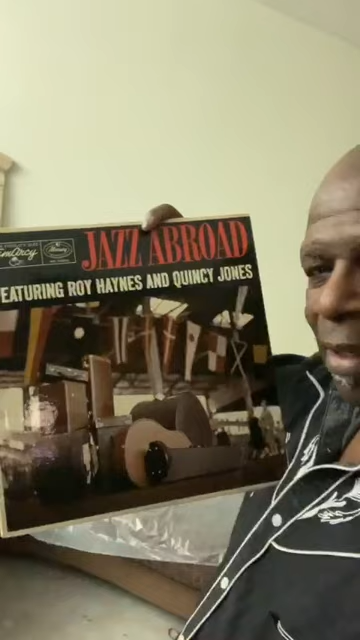 EmArcy
Mercury
JAZZ ABROAD
FEATURING ROY HAYNES AND QUINCY JONES